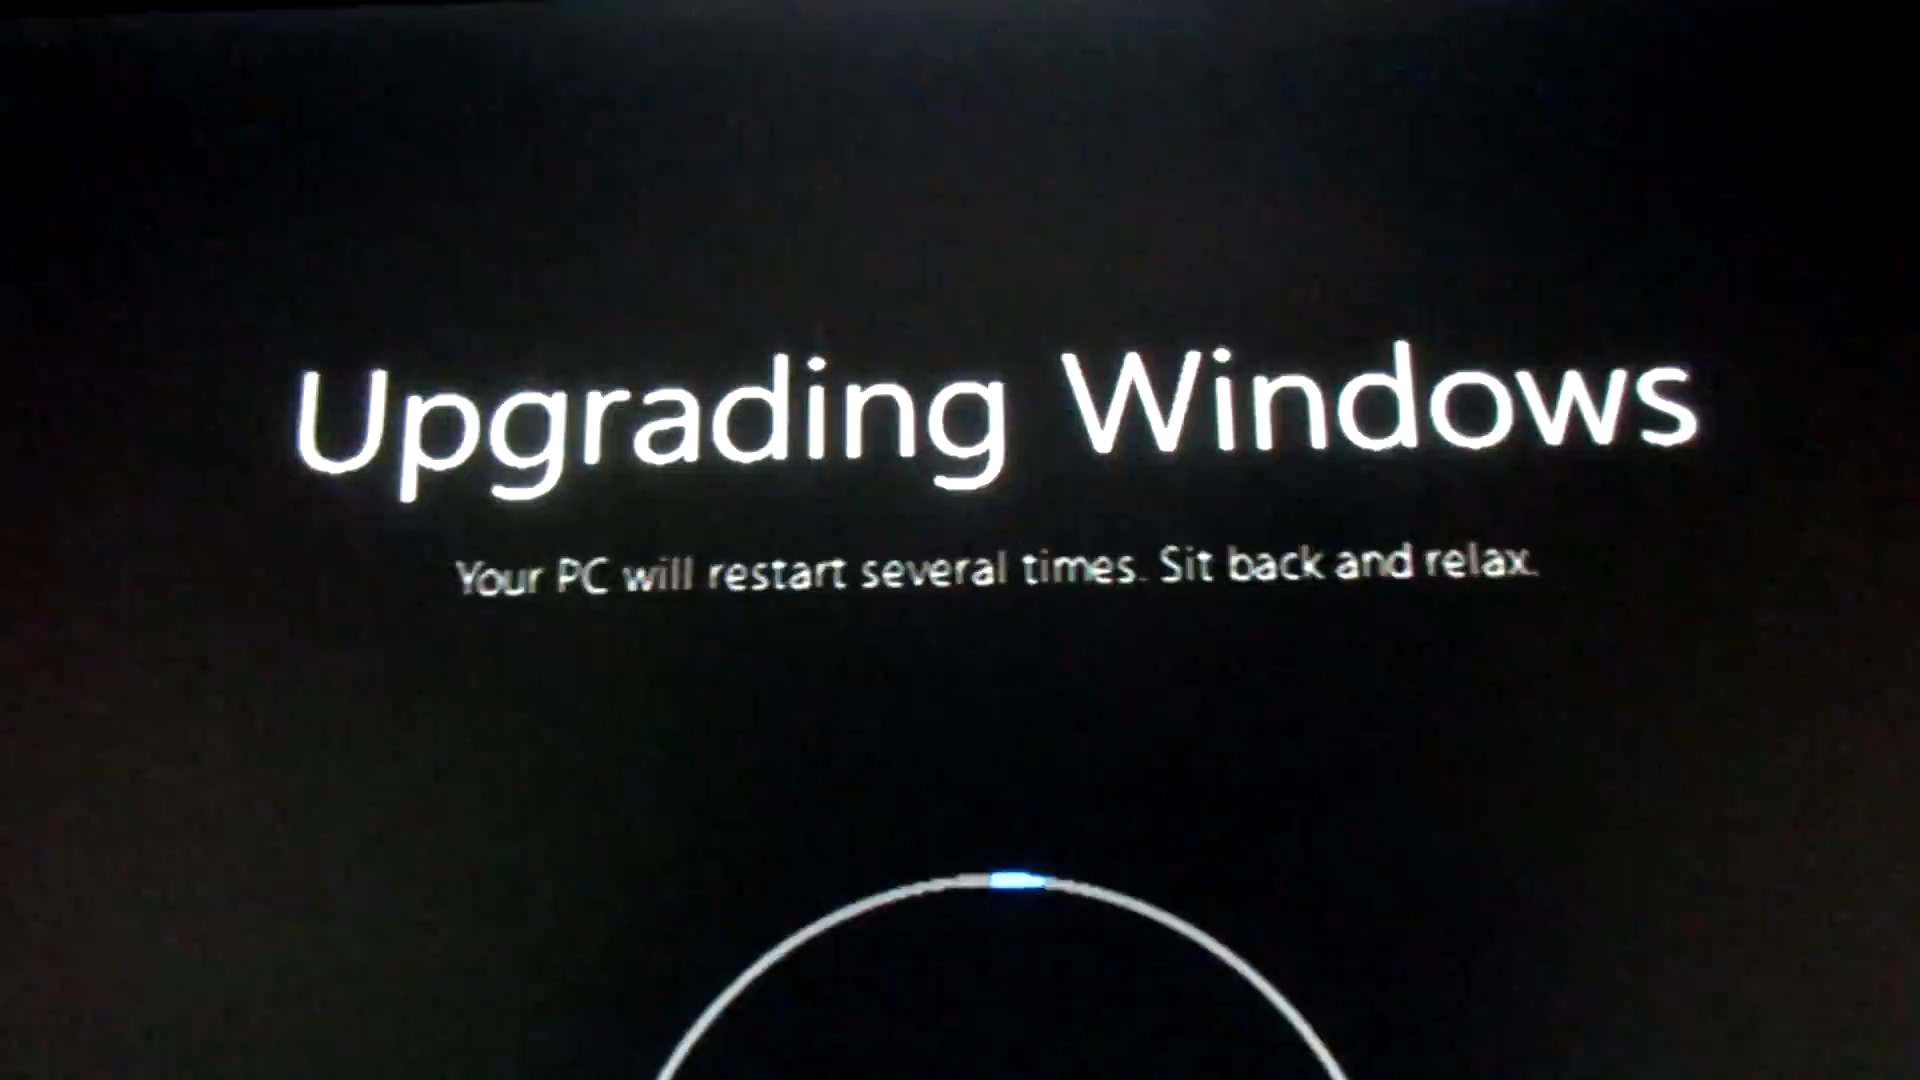 Upgrading Windows
Your PC will restart several times. Sit back and relax.